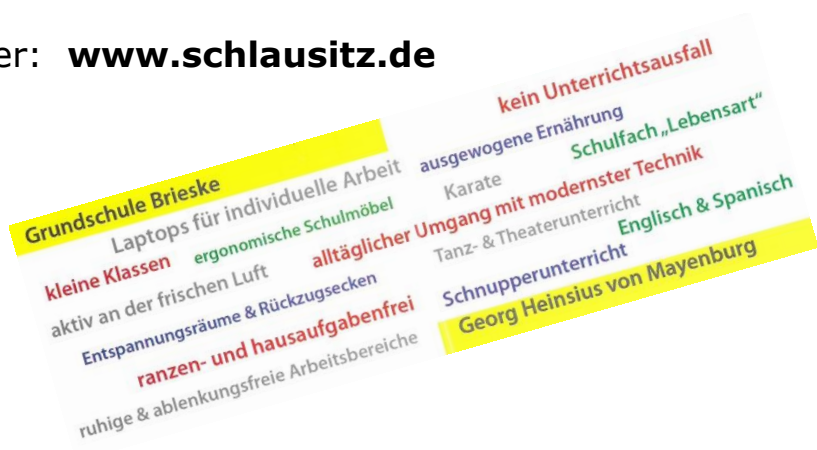 er: www.schlausitz.de
kein Unterrichtsausfall
ausgewogene Ernährung
Schulfach „Lebensart“
Grundschule Brieske
Laptops für individuelle Arbeit
Karate
ergonomische Schulmöbel
alltäglicher Umgang mit modernster Technik
kleine Klassen
Tanz- & Theaterunterricht
Englisch & Spanisch
aktiv an der frischen Luft
Schnupperunterricht
Entspannungsräume & Rückzugsecken
Georg Heinsius von Mayenburg
ranzen- und hausaufgabenfrei
ruhige & ablenkungsfreie Arbeitsbereiche